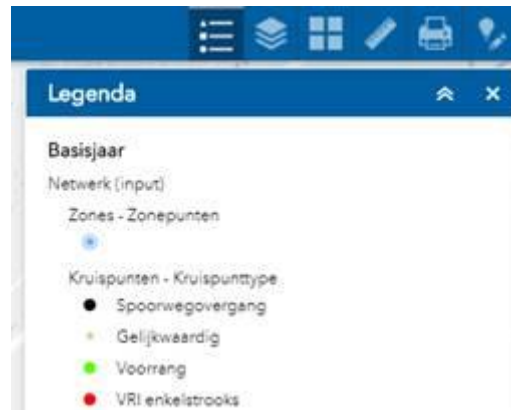 Legenda
Basisjaar
Netwerk (input)
Zones - Zonepunten
Kruispunten - Kruispunttype
Spoorwegovergang
Gelijkwaardig
Voorrang
VRI enkelstrooks